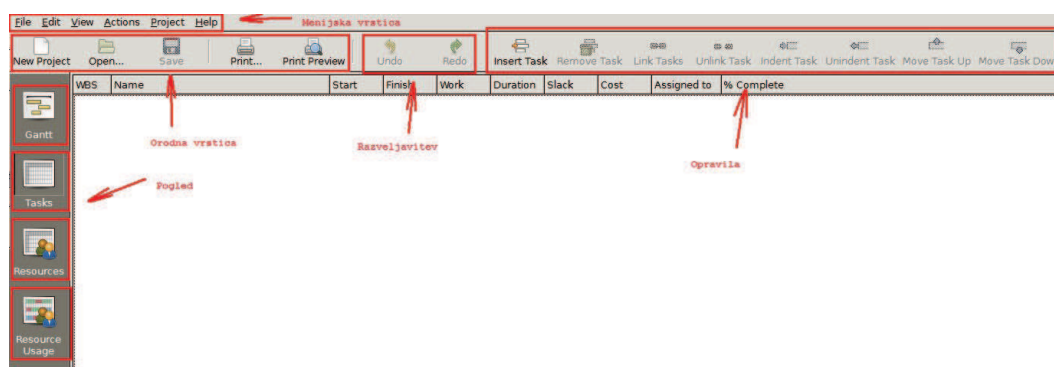 File Edit View Actions Project Help Menijska vrstica
New Project Open... Save Print... Print Preview Undo Redo Insert Task Remove Task Link Tasks Unlink Task Indent Task Unindent Task Move Task Up Move Task Dow
WBS Name Start Finish Work Duration Slack Cost Assigned to % Complete
Gantt
Orodna vrstica
Razveljavitev
Opravila
Pogled
Tasks
Resources
Resource
Usage